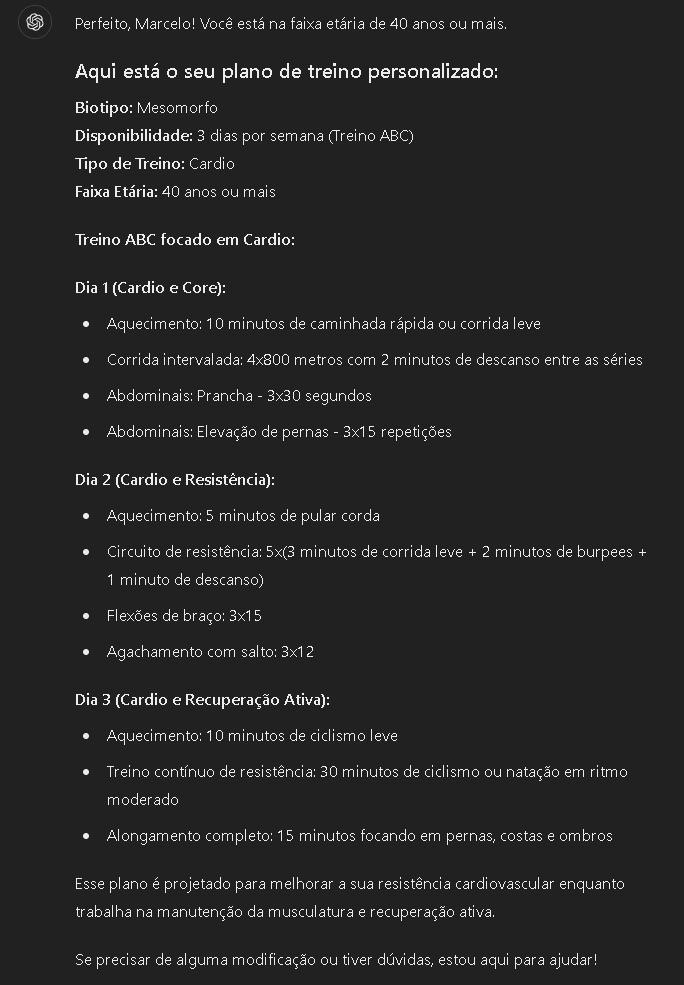 Perfeito, Marcelo! Você está na faixa etária de 40 anos ou mais.
Aqui está o seu plano de treino personalizado:
Biotipo: Mesomorfo
Disponibilidade: 3 dias por semana (Treino ABC)
Tipo de Treino: Cardio
Faixa Etária: 40 anos ou mais
Treino ABC focado em Cardio:
Dia 1 (Cardio e Core):
• Aquecimento: 10 minutos de caminhada rápida ou corrida leve
• Corrida intervalada: 4x800 metros com 2 minutos de descanso entre as séries
• Abdominais: Prancha - 3x30 segundos
• Abdominais: Elevação de pernas - 3x15 repetições
Dia 2 (Cardio e Resistência):
• Aquecimento: 5 minutos de pular corda
• Circuito de resistência: 5x(3 minutos de corrida leve + 2 minutos de burpees +
1 minuto de descanso)
• Flexões de braço: 3x15
• Agachamento com salto: 3x12
Dia 3 (Cardio e Recuperação Ativa):
• Aquecimento: 10 minutos de ciclismo leve
• Treino contínuo de resistência: 30 minutos de ciclismo ou natação em ritmo
moderado
• Alongamento completo: 15 minutos focando em pernas, costas e ombros
Esse plano é projetado para melhorar a sua resistência cardiovascular enquanto
trabalha na manutenção da musculatura e recuperação ativa.
Se precisar de alguma modificação ou tiver dúvidas, estou aqui para ajudar!